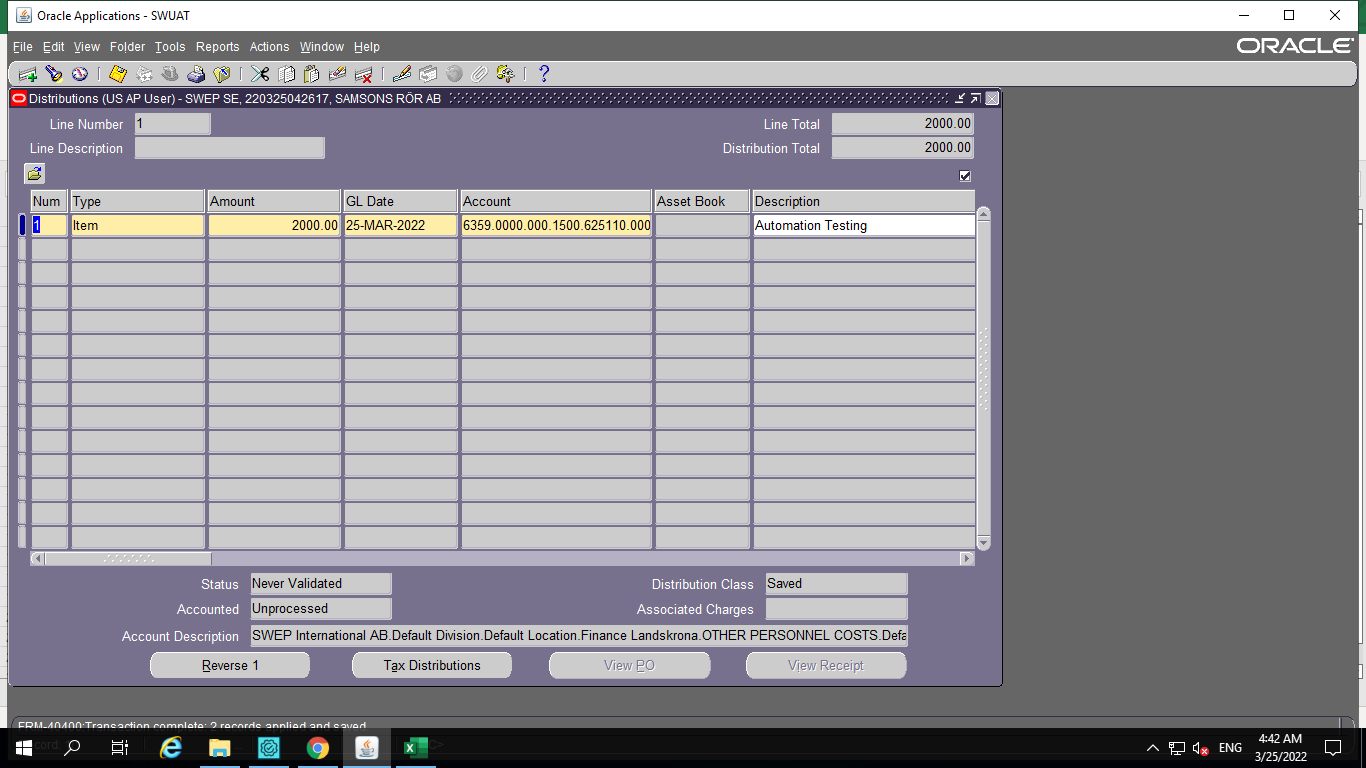 Oracle Applications - SWUAT
File Edit View Folder Tools Reports Actions Window Help
ORACLE
Distributions (US AP User) - SWEP SE, 220325042617, SAMSONS RÖR AB
Line Number 1 Line Total 2000.00
Line Description Distribution Total 2000.00
Num Type Amount GL Date Account Asset Book Description
1 Item 2000.00 25-MAR-2022 6359.0000.000.1500.625110.000 Automation Testing
Status Never Validated Distribution Class Saved
Accounted Unprocessed Associated Charges
Account Description SWEP International AB.Default Division.Default Location.Finance Landskrona.OTHER PERSONNEL COSTS.Defa
Reverse 1 Tax Distributions View PO View Receipt
FRM-40400:Transaction complete: 2 records applied and saved
ENG 4:42 AM
3/25/2022